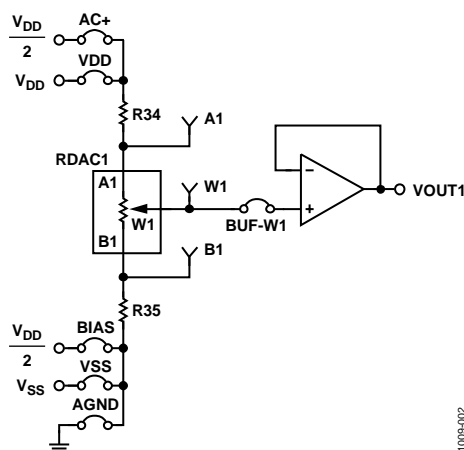 VDD
2
AC+
VDD
VDD
R34
A1
RDAC1
A1
W1
B1
W1
BUF-W1
−
+
VOUT1
B1
R35
VDD
2
BIAS
VSS
VSS
AGND
1009-002